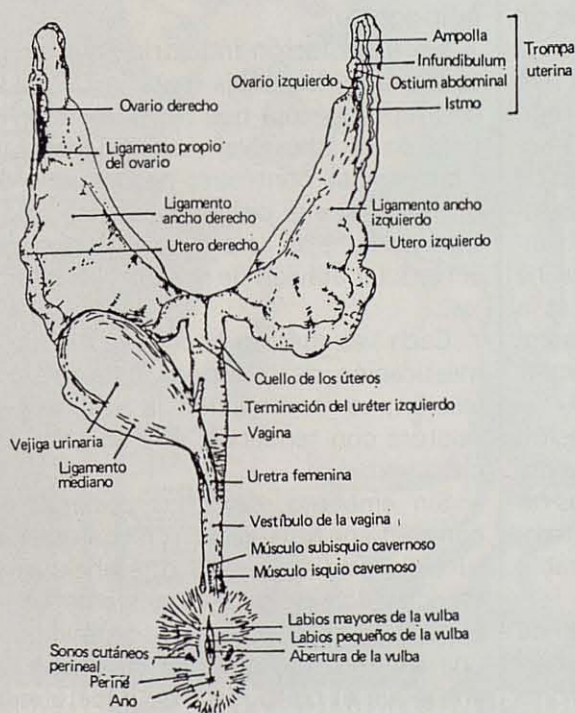 Ampolla
Infundibulum
Ostium abdominal
Istmo
Trompa
uterina
Ovario izquierdo
Ovario derecho
Ligamento propio
del ovario
Ligamento ancho derecho
Utero derecho
Ligamento ancho
izquierdo
Utero izquierdo
Cuello de los úteros
Terminación del uréter izquierdo
Vagina
Vejiga urinaria
Ligamento
mediano
Uretra femenina
Vestíbulo de la vagina
Músculo subisquio cavernoso
Músculo isquio cavernoso
Labios mayores de la vulba
Labios pequeños de la vulba
Abertura de la vulba
Sonos cutáneos
perineal
Periné
Ano